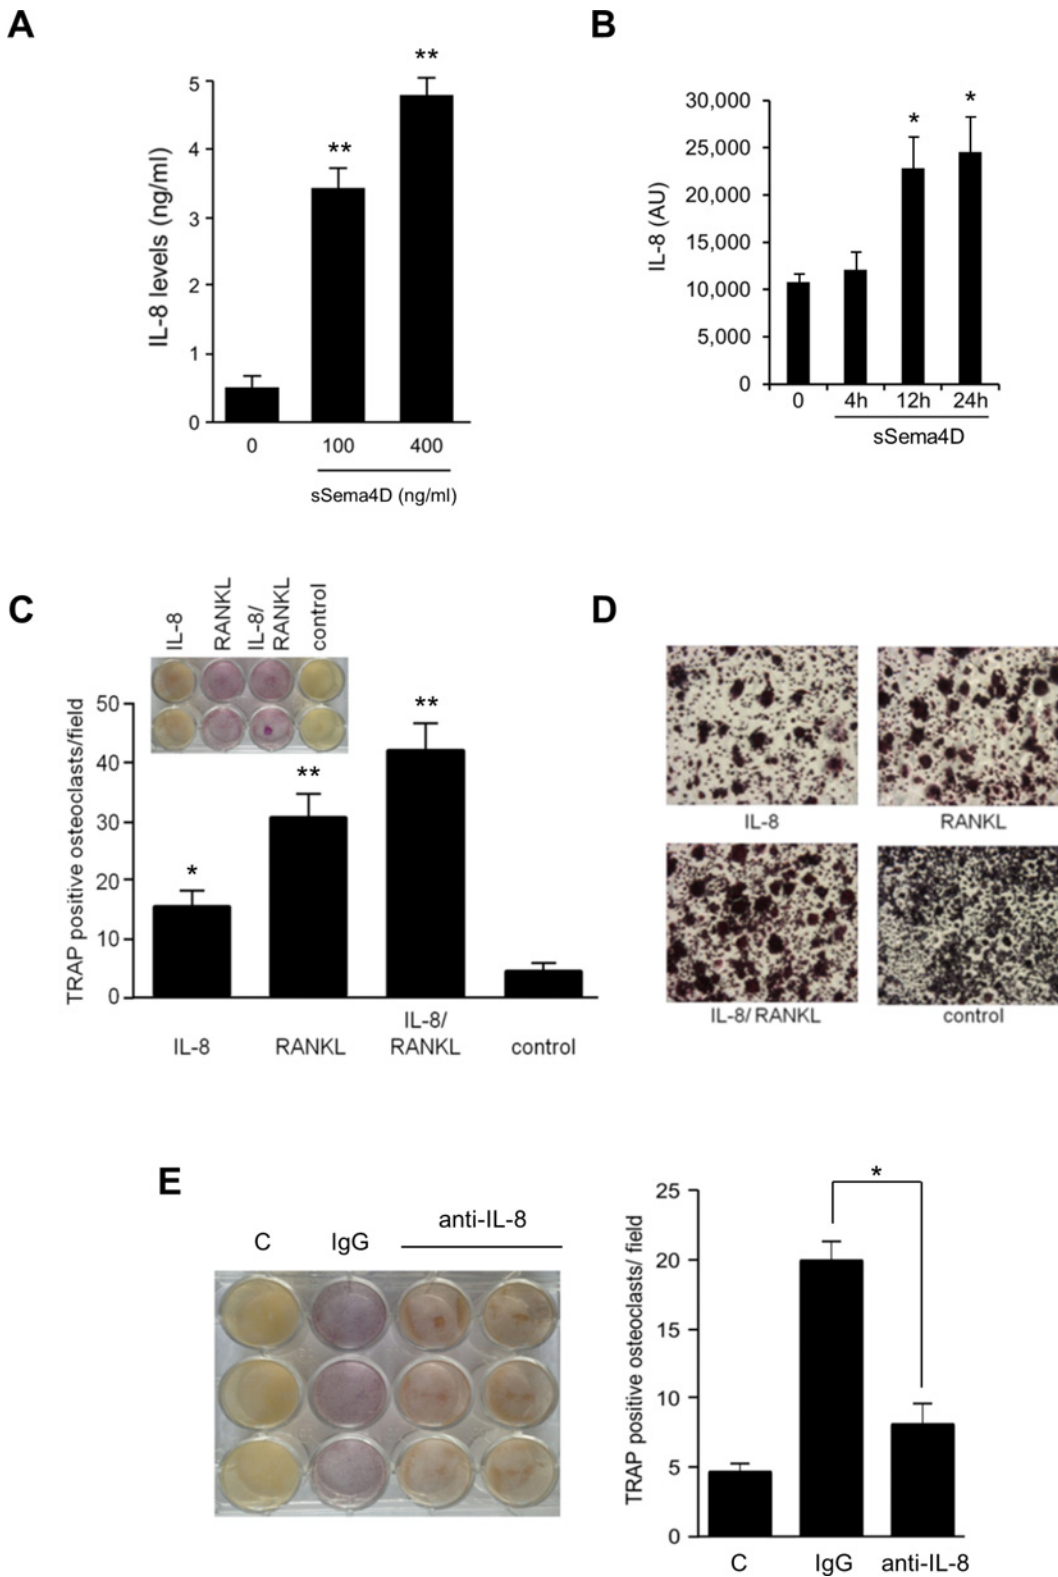 A
IL-8 levels (ng/ml)
5
4
3
2
1
0
**
**
0
100
400
sSema4D (ng/ml)
B
IL-8 (AU)
30,000
25,000
20,000
15,000
10,000
5,000
0
*
*
0
4h
12h
24h
sSema4D
C
IL-8
RANKL
IL-8/
RANKL
control
TRAP positive osteoclasts/field
50
40
30
20
10
0
*
**
**
IL-8
RANKL
IL-8/
RANKL
control
D
IL-8
RANKL
IL-8/ RANKL
control
E
C
IgG
anti-IL-8
TRAP positive osteoclasts/ field
25
20
15
10
5
0
*
C
IgG
anti-IL-8